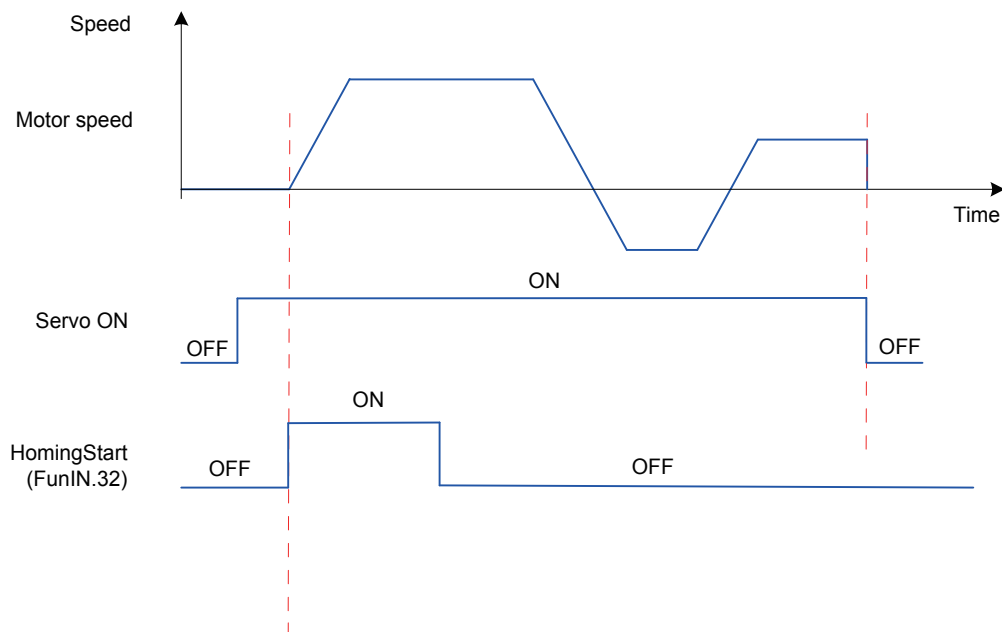 Speed
Motor speed
Time
ON
Servo ON
OFF
OFF
ON
HomingStart
(FunIN.32)
OFF
OFF